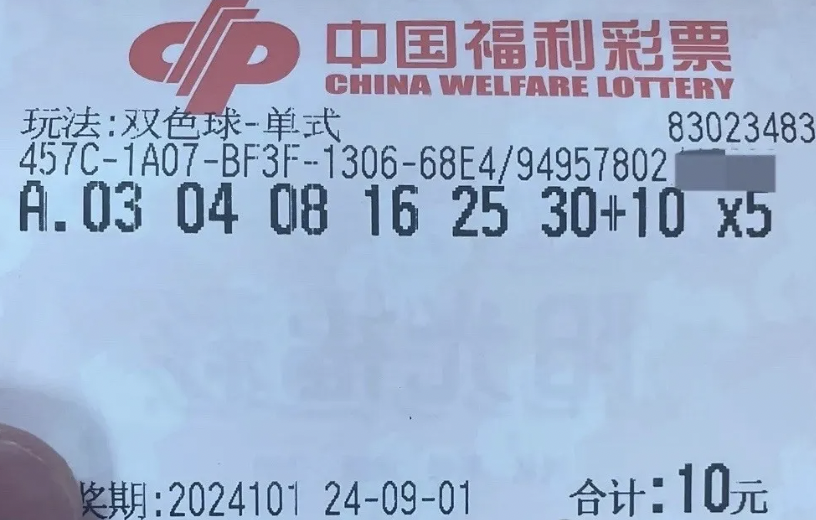 中国福利彩票
CHINA WELFARE LOTTERY
玩法:双色球-单式 83023483
457C-1A07-BF3F-1306-68E4/94957802
A.03 04 08 16 25 30+10 x5
奖期:2024101 24-09-01 合计:10元